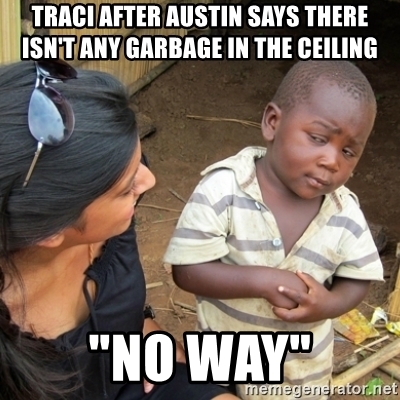 TRACI AFTER AUSTIN SAYS THERE
ISN'T ANY GARBAGE IN THE CEILING
"NO WAY"
memegenerator.net